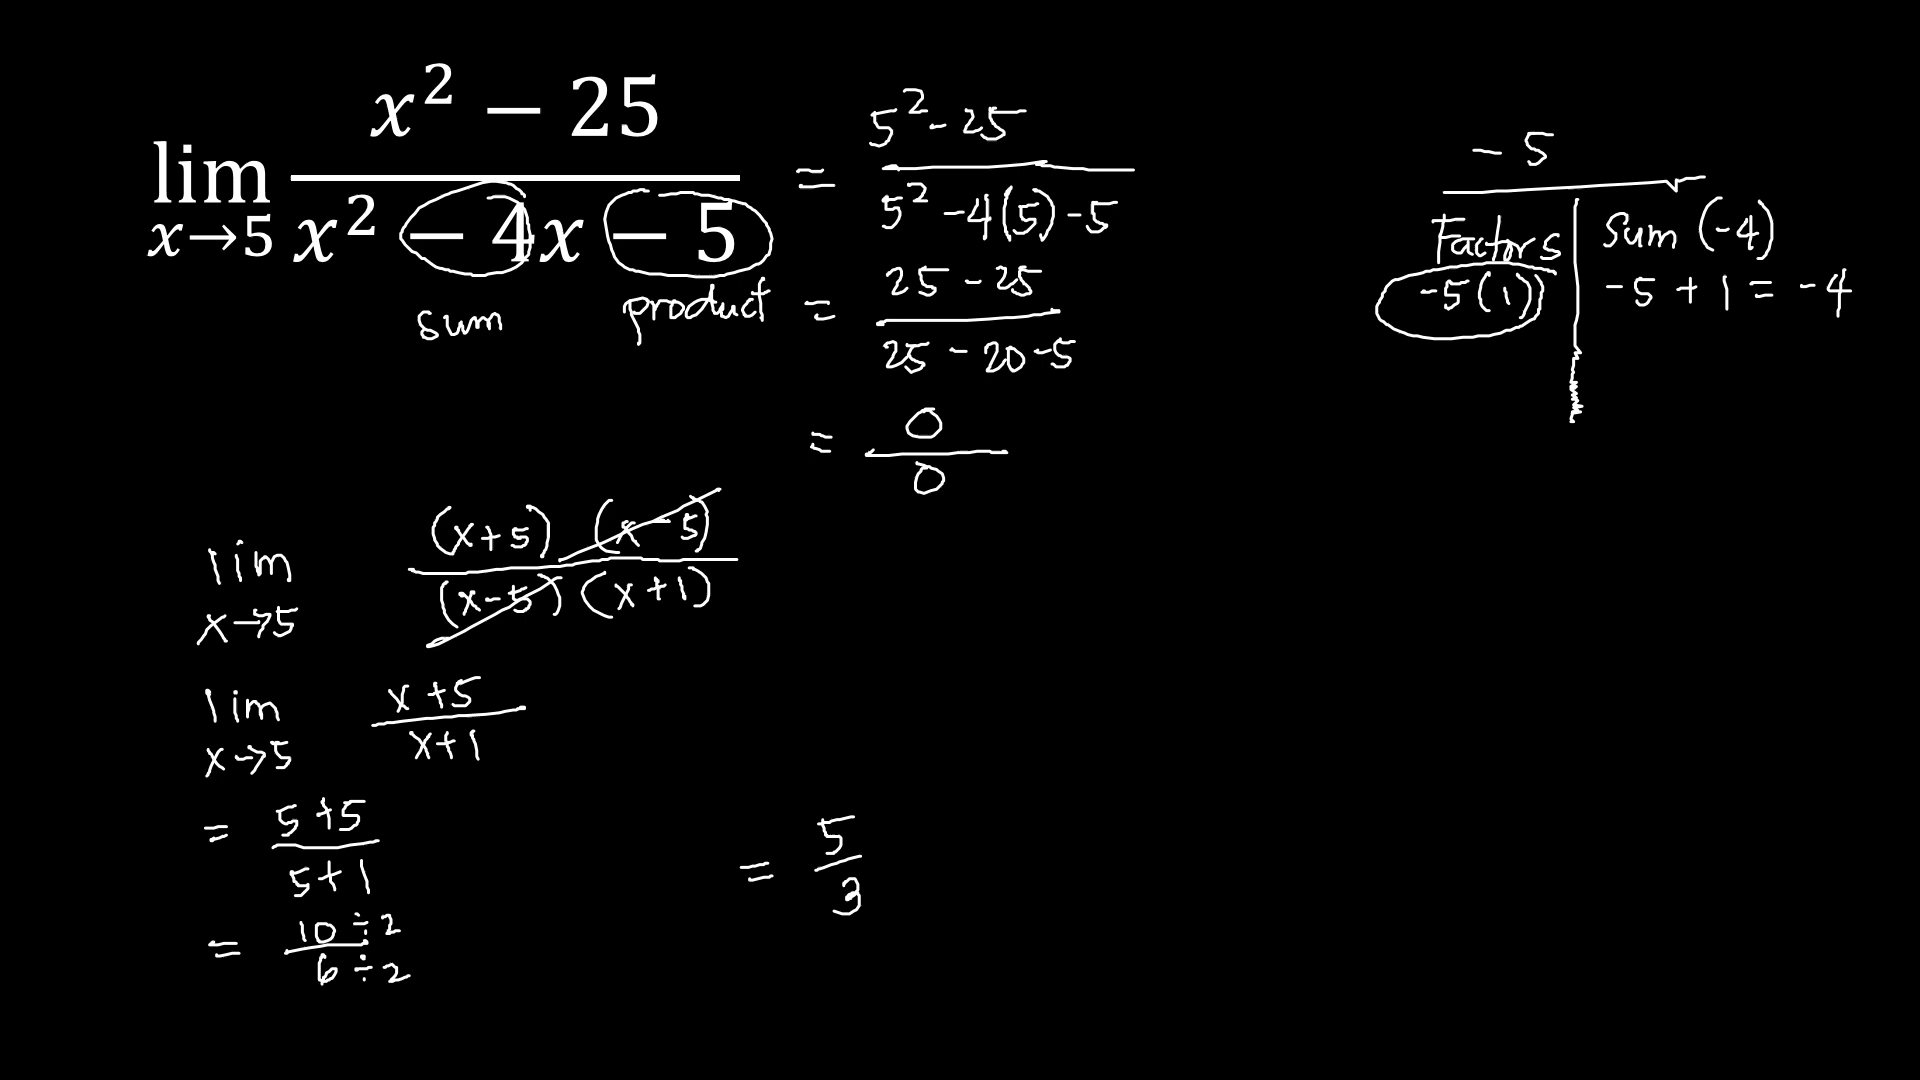 lim x→5 (x² − 25)/(x² − 4x − 5) = (5² - 25)/(5² - 4(5) - 5)
sum
product
= (25 - 25)/(25 - 20 - 5)
= 0/0
- 5
Factors | Sum (-4)
-5(1) | -5 + 1 = -4
lim x→5 (x+5)(x-5)/(x-5)(x+1)
lim x→5 (x+5)/(x+1)
= (5+5)/(5+1)
= (10÷2)/(6÷2)
= 5/3